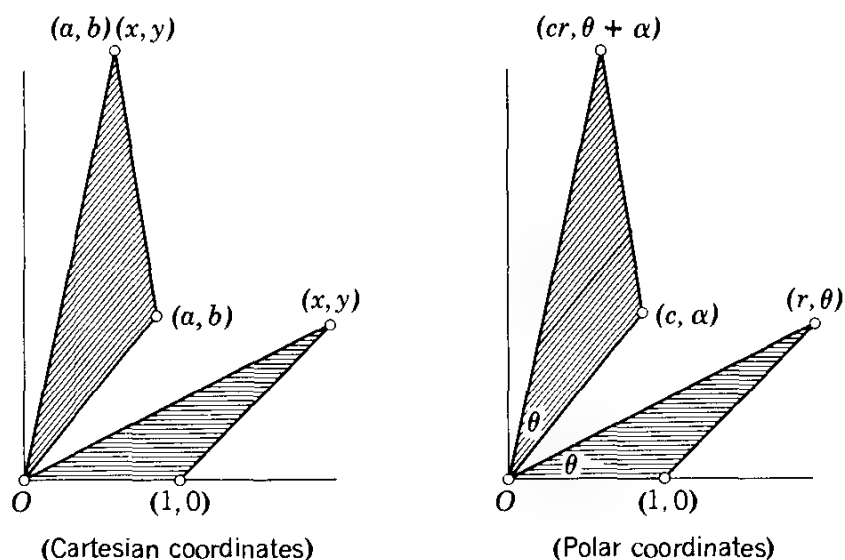 (a, b)(x, y)
(x, y)
(a, b)
O
(1, 0)
(Cartesian coordinates)
(cr, θ + α)
(r, θ)
(c, α)
θ
θ
O
(1, 0)
(Polar coordinates)